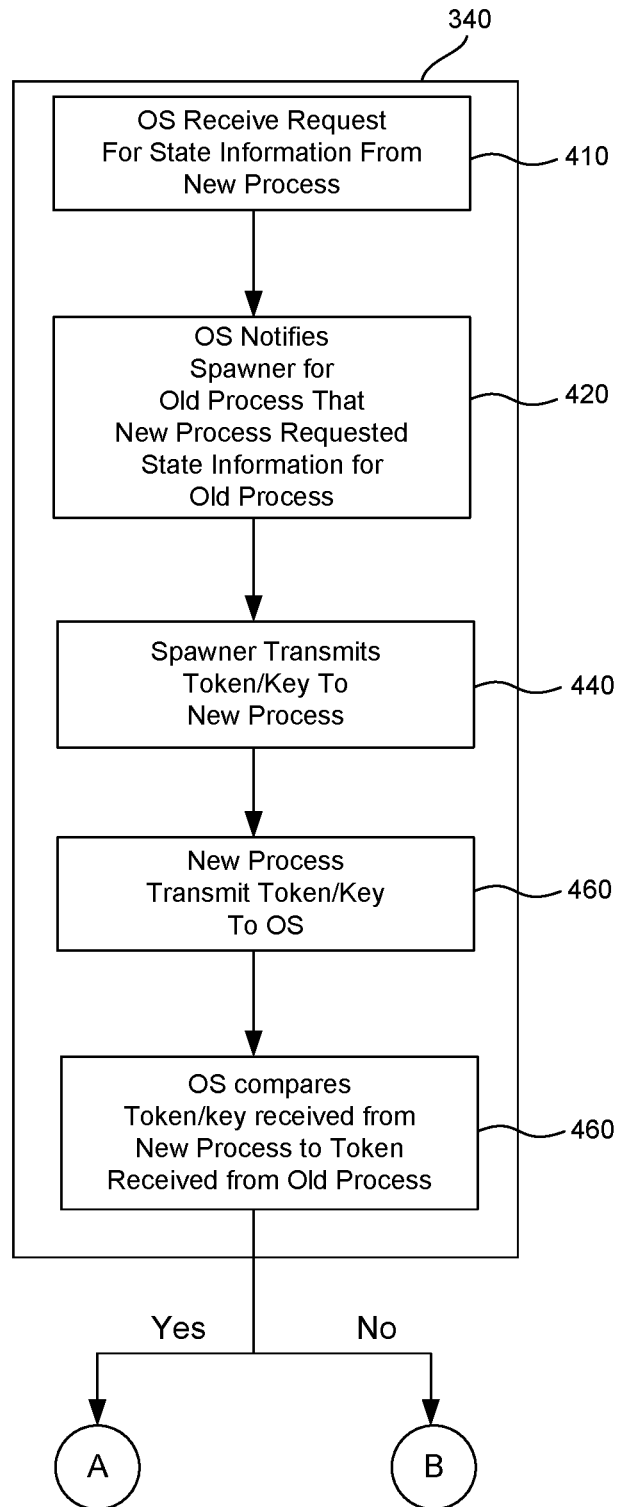 340
OS Receive Request
For State Information From
New Process
410
OS Notifies
Spawner for
Old Process That
New Process Requested
State Information for
Old Process
420
Spawner Transmits
Token/Key To
New Process
440
New Process
Transmit Token/Key
To OS
460
OS compares
Token/key received from
New Process to Token
Received from Old Process
460
Yes
No
A
B